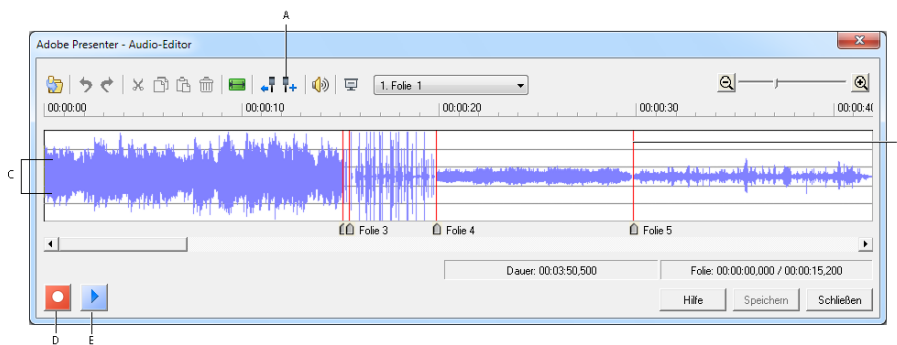 A
Adobe Presenter - Audio-Editor
1. Folie 1
00:00:00 00:00:10 00:00:20 00:00:30 00:00:4
C
Folie 3 Folie 4 Folie 5
Dauer: 00:03:50,500 Folie: 00:00:00,000 / 00:00:15,200
Hilfe Speichern Schließen
D E